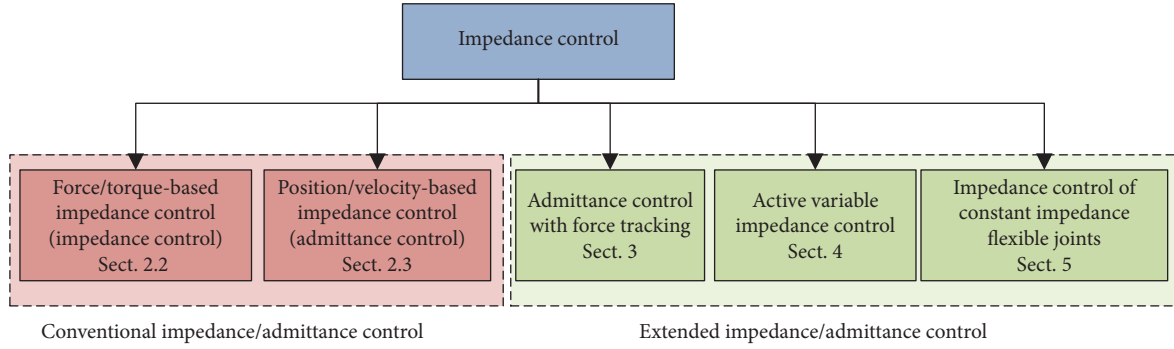 Impedance control
Force/torque-based
impedance control
(impedance control)
Sect. 2.2
Position/velocity-based
impedance control
(admittance control)
Sect. 2.3
Admittance control
with force tracking
Sect. 3
Active variable
impedance control
Sect. 4
Impedance control of
constant impedance
flexible joints
Sect. 5
Conventional impedance/admittance control
Extended impedance/admittance control